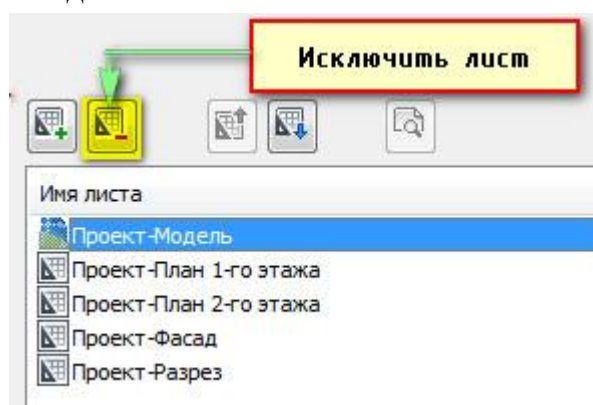 Исключить лист
Имя листа
Проект-Модель
Проект-План 1-го этажа
Проект-План 2-го этажа
Проект-Фасад
Проект-Разрез